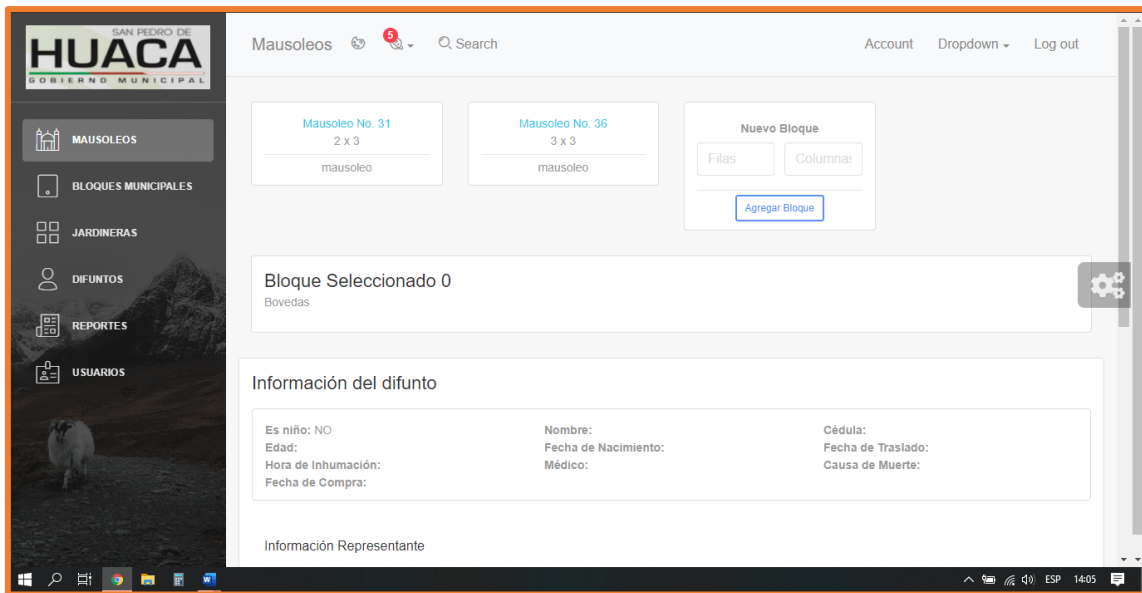 SAN PEDRO DE
HUACA
GOBIERNO MUNICIPAL
MAUSOLEOS
BLOQUES MUNICIPALES
JARDINERAS
DIFUNTOS
REPORTES
USUARIOS
Mausoleos 5 Search Account Dropdown Log out
Mausoleo No. 31
2 x 3
mausoleo
Mausoleo No. 36
3 x 3
mausoleo
Nuevo Bloque
Filas Columnas
Agregar Bloque
Bloque Seleccionado 0
Bovedas
Información del difunto
Es niño: NO Nombre: Cédula:
Edad: Fecha de Nacimiento: Fecha de Traslado:
Hora de Inhumación: Médico: Causa de Muerte:
Fecha de Compra:
Información Representante
ESP 14:05